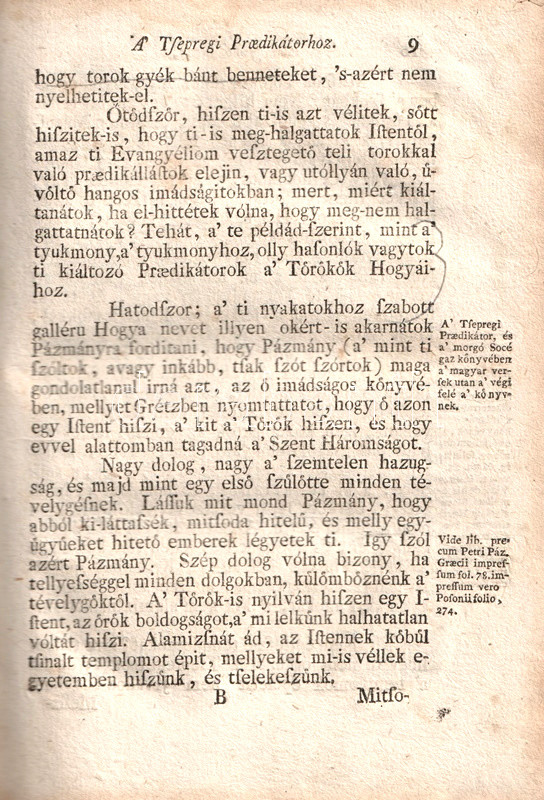 'A' Tſepregi Prædikátorhoz. 9
hogy torok gyék bánt benneteket, 's-azért nem
nyelhetitek-el.
Ötödſzör, hiſzen ti-is azt vélitek, ſőtt
hiſzitek-is, hogy ti-is meg-halgattatok Iſtentől,
amaz ti Evangyéliom veſztegető teli torokkal
való prædikálláſtok elejin, vagy utóllyán való, ü-
völtő hangos imádságitokban; mert, miért kiál-
tanátok, ha el-hittétek vólna, hogy meg-nem hal-
gattatnátok? Tehát, a' te példád-ſzerint, mint a'
tyukmony,a'tyukmonyhoz,olly haſonlók vagytok
ti kiáltozó Prædikátorok a' Törökök Hogyái-
hoz.
Hatodſzor; a' ti nyakatokhoz ſzabott
galléru Hogya nevet illyen okért-is akarnátok
Pázmányra fordítani, hogy Pázmány (a' mint ti
ſzóltok, avagy inkább, tſak ſzót ſzórtok) maga
gondolatlanul irná azt, az ő imádságos könyvé-
ben, mellyet Grétzben nyomtattatot, hogy ő azon
egy Iſtent hiſzi, a' kit a' Török hiſzen, és hogy
evvel alattomban tagadná a' Szent Háromságot.
A' Tſepregi
Prædikátor, és
a' morgó Socé
gaz könyvében
a' magyar ver-
ſek utan a' végi
felé a' könyv-
nek.
Nagy dolog, nagy a' ſzemtelen hazug-
ság, és majd mint egy elsö ſzülötte minden té-
velygéſnek. Láſſuk mit mond Pázmány, hogy
abból ki-láttaſsék, mitſoda hitelü, és melly egy-
ügyűeket hitető emberek légyetek ti. Igy ſzól
azért Pázmány. Szép dolog vólna bizony, ha
tellyeſséggel minden dolgokban, külömböznénk a'
tévelygőktől. A' Török-is nyilván hiſzen egy I-
ſtent,az örök boldogságot,a' mi lelkünk halhatatlan
vóltát hiſzi. Alamizſnát ád, az Iſtennek kőbűl
tſinalt templomot épit, mellyeket mi-is véllek e-
gyetemben hiſzünk, és tſelekeſzünk.
Vide lib. pre-
cum Petri Páz.
Græcii impreſ-
ſum fol. 78. im-
preſſum vero
Poſonii folio,
274.
B Mitſo-